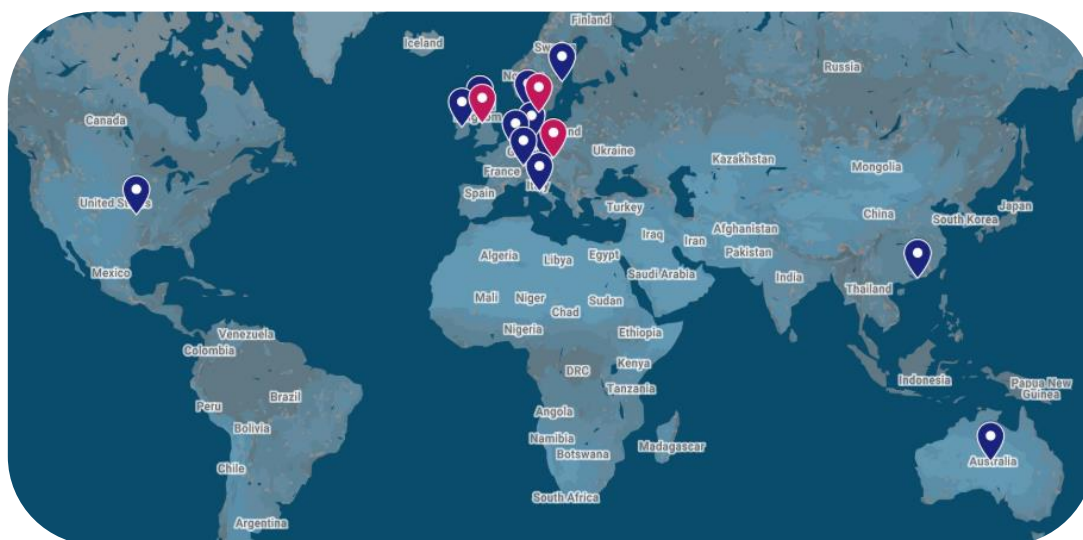 Finland
Iceland
Russia
Canada
Ukraine
Kazakhstan
Mongolia
France
Spain
United
Turkey
China
Japan
South Korea
Afghanistan
Iraq
Iran
Pakistan
Algeria
Libya
Egypt
Mexico
Saudi Arabia
India
Thailand
Mali
Niger
Sudan
Chad
Nigeria
Ethiopia
Venezuela
Colombia
Kenya
DRC
Indonesia
Papua New
Guinea
Tanzania
Brazil
Peru
Angola
Bolivia
Namibia
Madagascar
Botswana
Australia
Chile
South Africa
Argentina